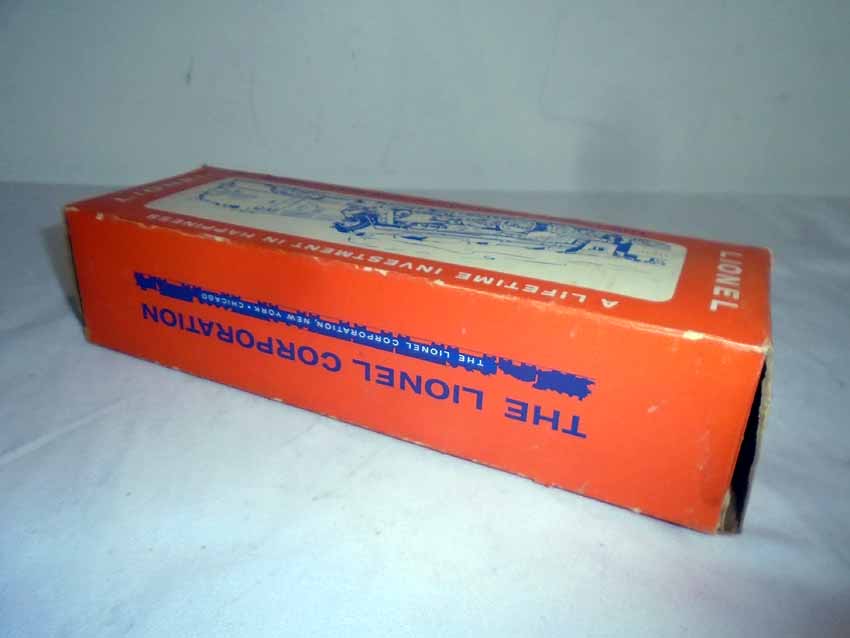 LIONEL
A LIFETIME INVESTMENT IN HAPPINESS
THE LIONEL CORPORATION
THE LIONEL CORPORATION, NEW YORK • CHICAGO